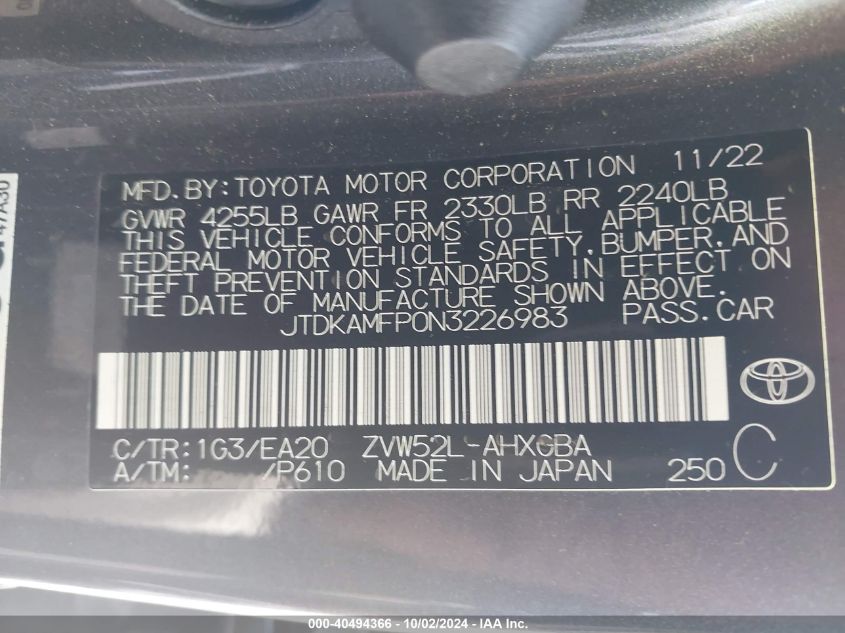 47A30
MFD.BY:TOYOTA MOTOR CORPORATION 11/22
GVWR 4255LB GAWR FR 2330LB RR 2240LB
THIS VEHICLE CONFORMS TO ALL APPLICABLE
FEDERAL MOTOR VEHICLE SAFETY,BUMPER,AND
THEFT PREVENTION STANDARDS IN EFFECT ON
THE DATE OF MANUFACTURE SHOWN ABOVE.
JTDKAMFP0N3226983 PASS.CAR
C/TR:1G3/EA20 ZVW52L-AHXGBA C
A/TM: /P610 MADE IN JAPAN 250
000-40494366 - 10/02/2024 - IAA Inc.